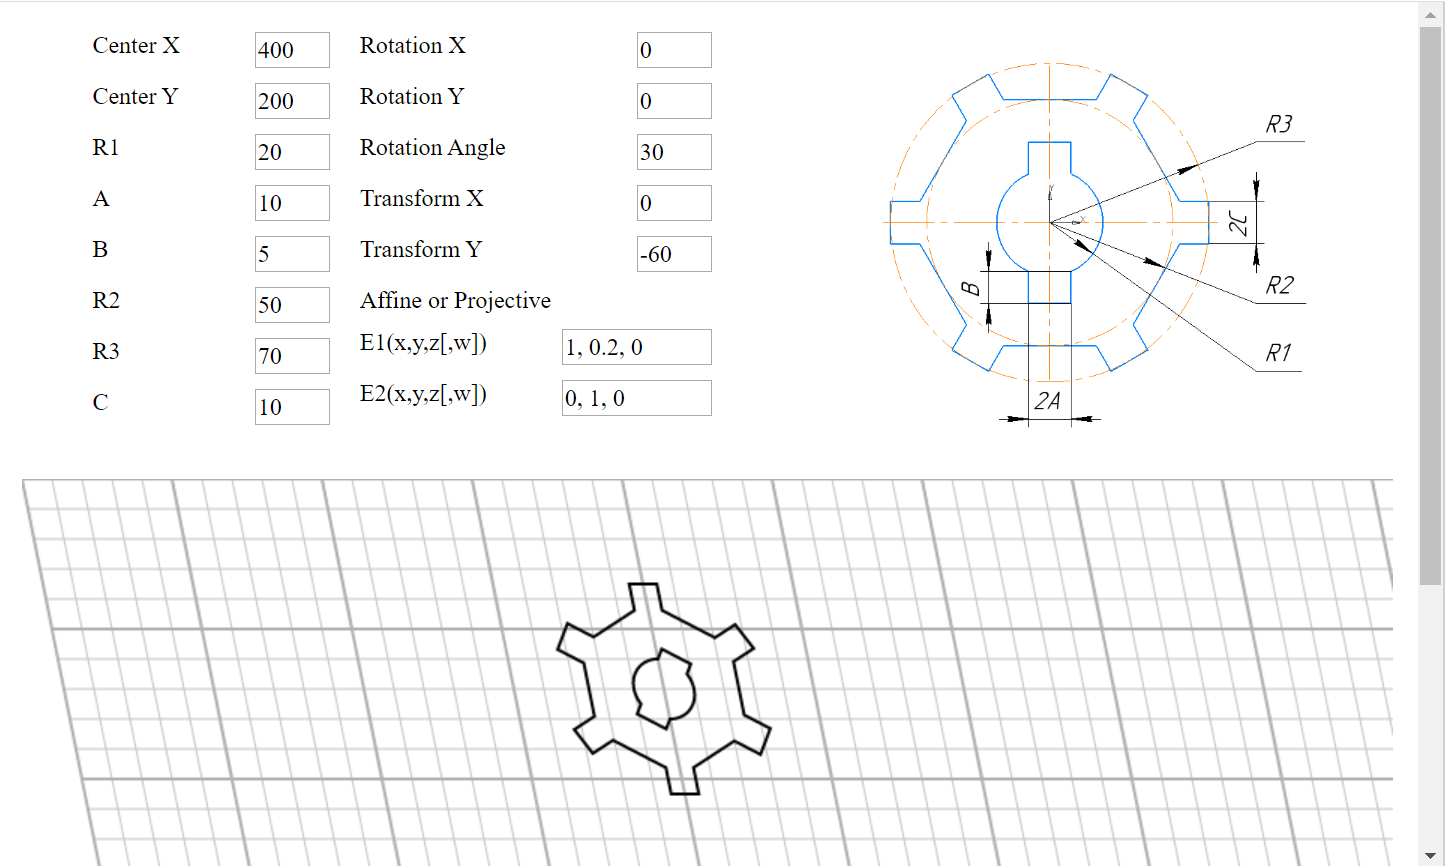 Center X 400 Rotation X 0
Center Y 200 Rotation Y 0
R1 20 Rotation Angle 30
A 10 Transform X 0
B 5 Transform Y -60
R2 50 Affine or Projective
R3 70 E1(x,y,z[,w]) 1, 0.2, 0
C 10 E2(x,y,z[,w]) 0, 1, 0
R3
2C
Y
X
B
R2
R1
2A